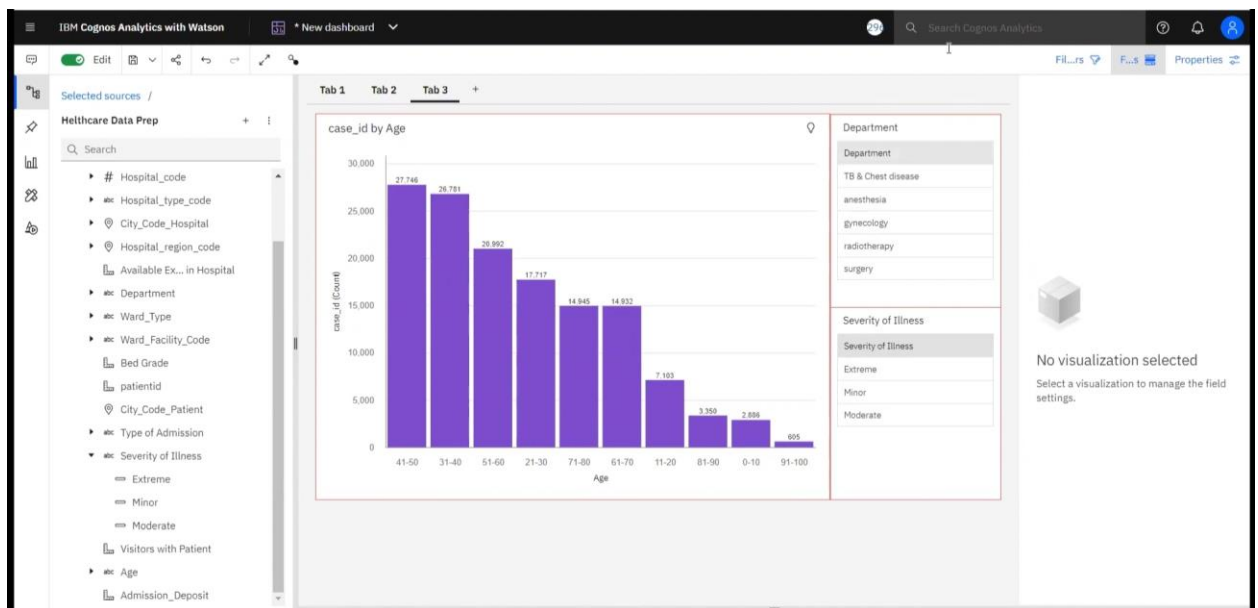 IBM Cognos Analytics with Watson
* New dashboard
Search Cognos Analytics
Edit
Fil...rs
F...s
Properties
Selected sources /
Helthcare Data Prep
Search
# Hospital_code
abc Hospital_type_code
City_Code_Hospital
Hospital_region_code
Available Ex... in Hospital
abc Department
abc Ward_Type
abc Ward_Facility_Code
Bed Grade
patientid
City_Code_Patient
abc Type of Admission
abc Severity of Illness
Extreme
Minor
Moderate
Visitors with Patient
abc Age
Admission_Deposit
Tab 1 Tab 2 Tab 3 +
case_id by Age
30,000
25,000
20,000
15,000
10,000
5,000
0
case_id (Count)
27,746
26,781
20,992
17,717
14,945
14,932
7,103
3,350
2,886
605
41-50 31-40 51-60 21-30 71-80 61-70 11-20 81-90 0-10 91-100
Age
Department
Department
TB & Chest disease
anesthesia
gynecology
radiotherapy
surgery
Severity of Illness
Severity of Illness
Extreme
Minor
Moderate
No visualization selected
Select a visualization to manage the field
settings.